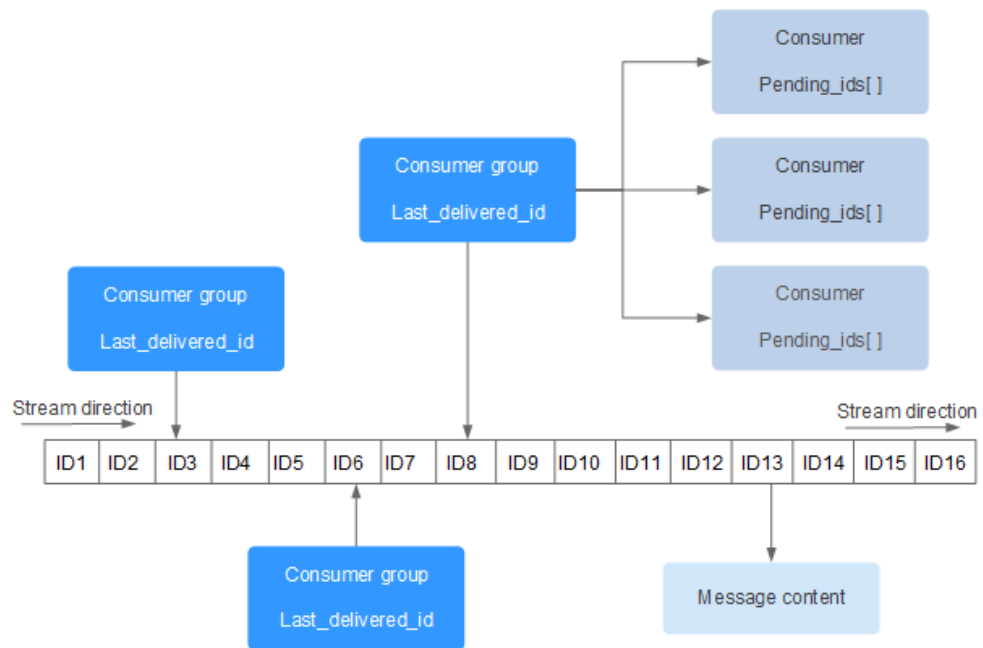 Consumer
Pending_ids[ ]
Consumer group
Last_delivered_id
Consumer
Pending_ids[ ]
Consumer group
Last_delivered_id
Consumer
Pending_ids[ ]
Stream direction
Stream direction
ID1 ID2 ID3 ID4 ID5 ID6 ID7 ID8 ID9 ID10 ID11 ID12 ID13 ID14 ID15 ID16
Consumer group
Last_delivered_id
Message content